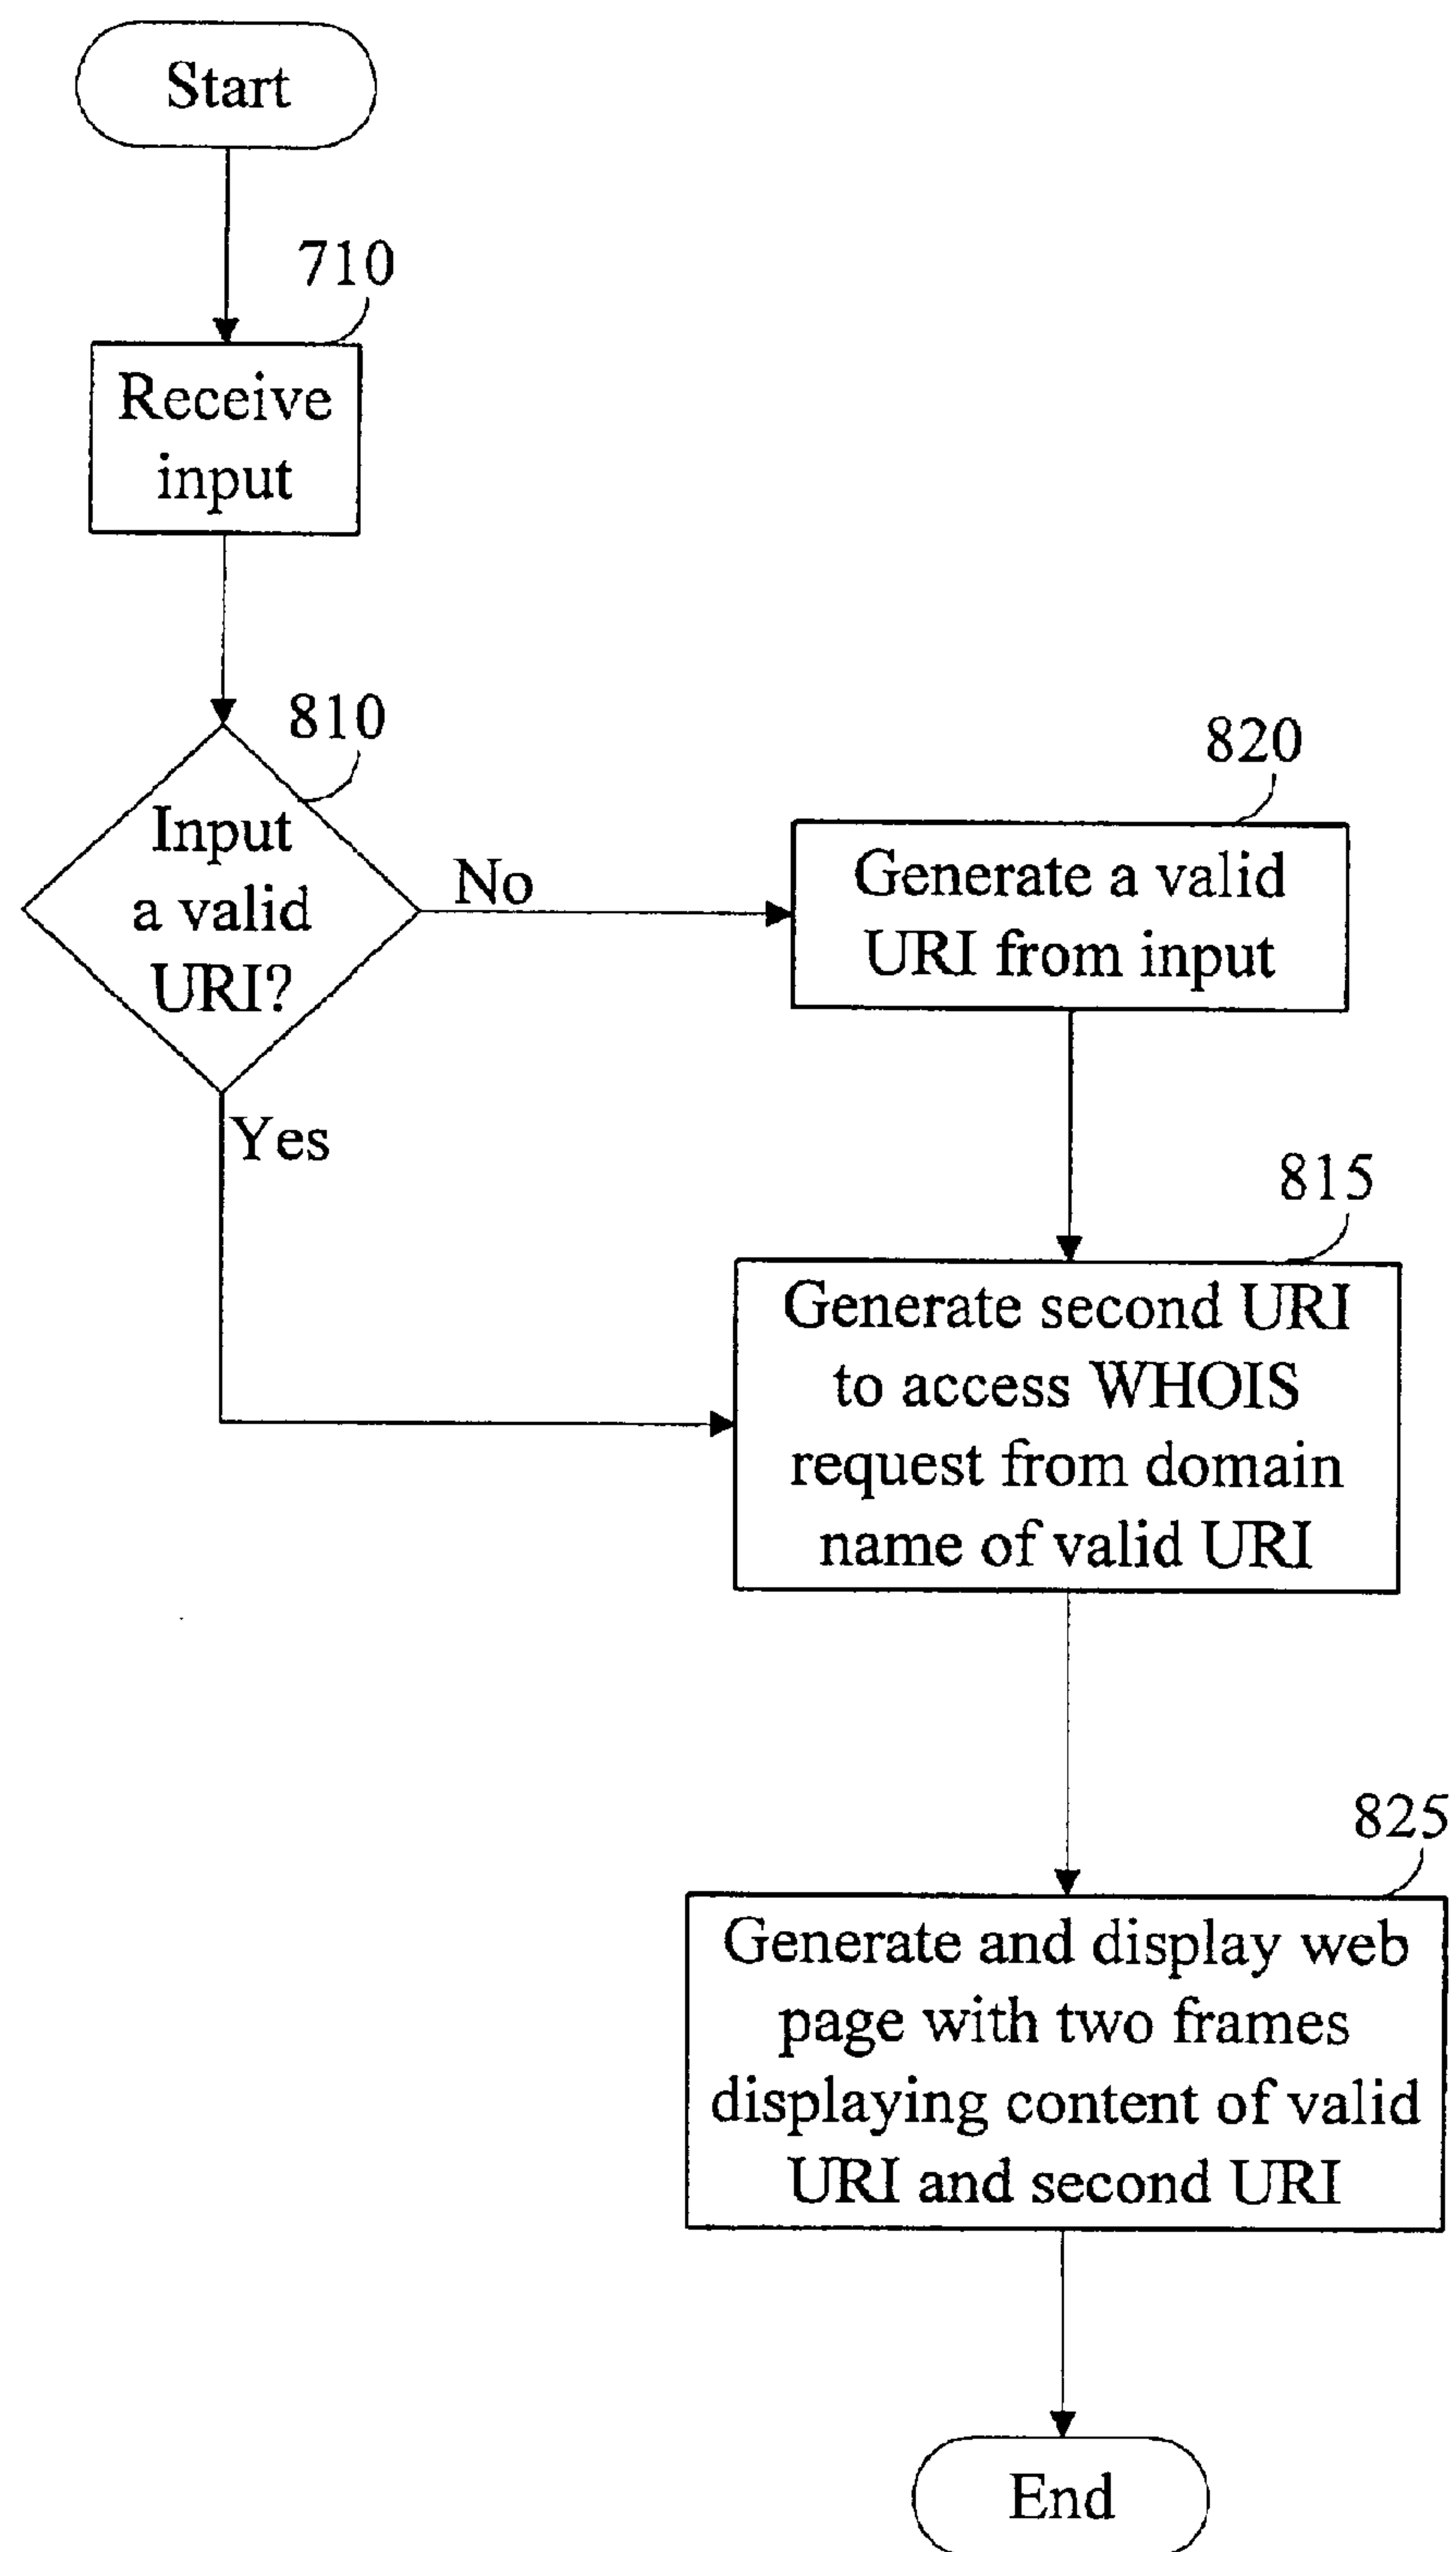 Start
710
Receive
input
810
Input
a valid
URI?
No
Yes
820
Generate a valid
URI from input
815
Generate second URI
to access WHOIS
request from domain
name of valid URI
825
Generate and display web
page with two frames
displaying content of valid
URI and second URI
End